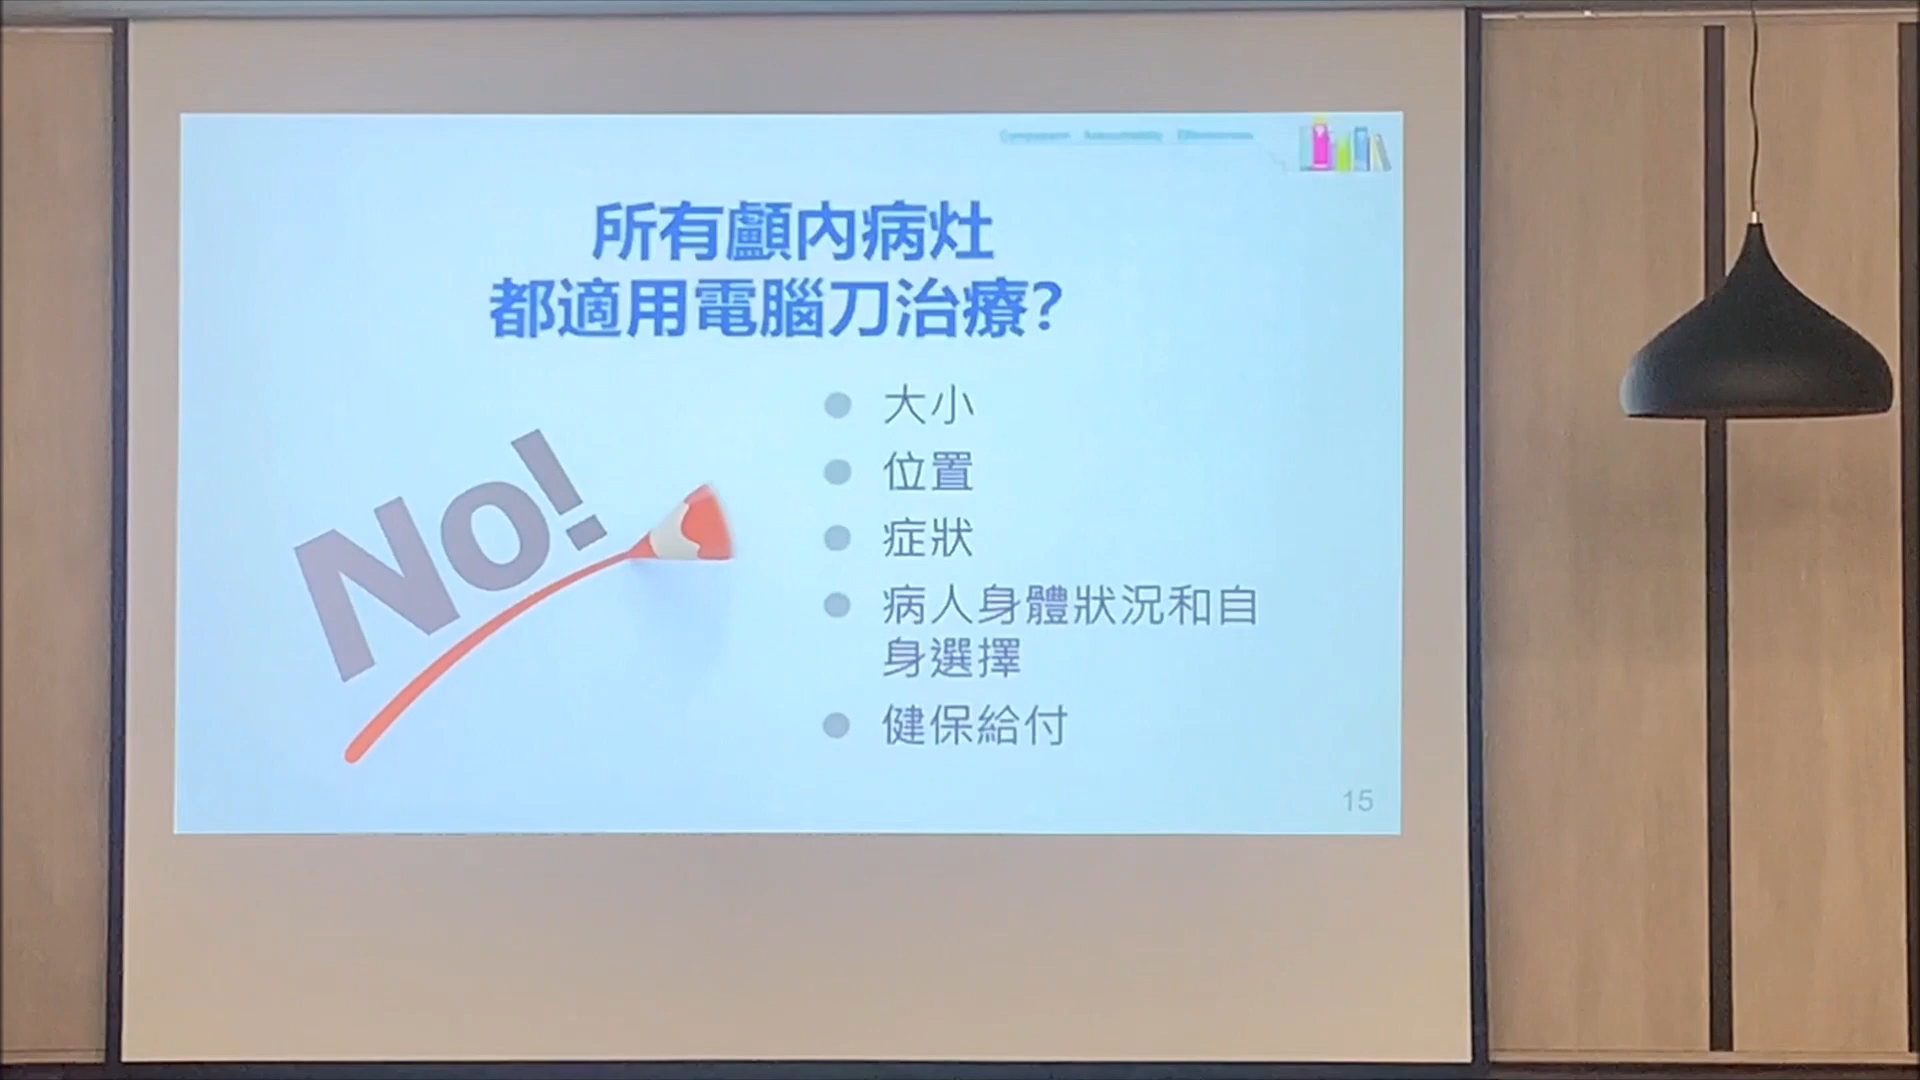 所有顱內病灶
都適用電腦刀治療?
No!
大小
位置
症狀
病人身體狀況和自
身選擇
健保給付
15